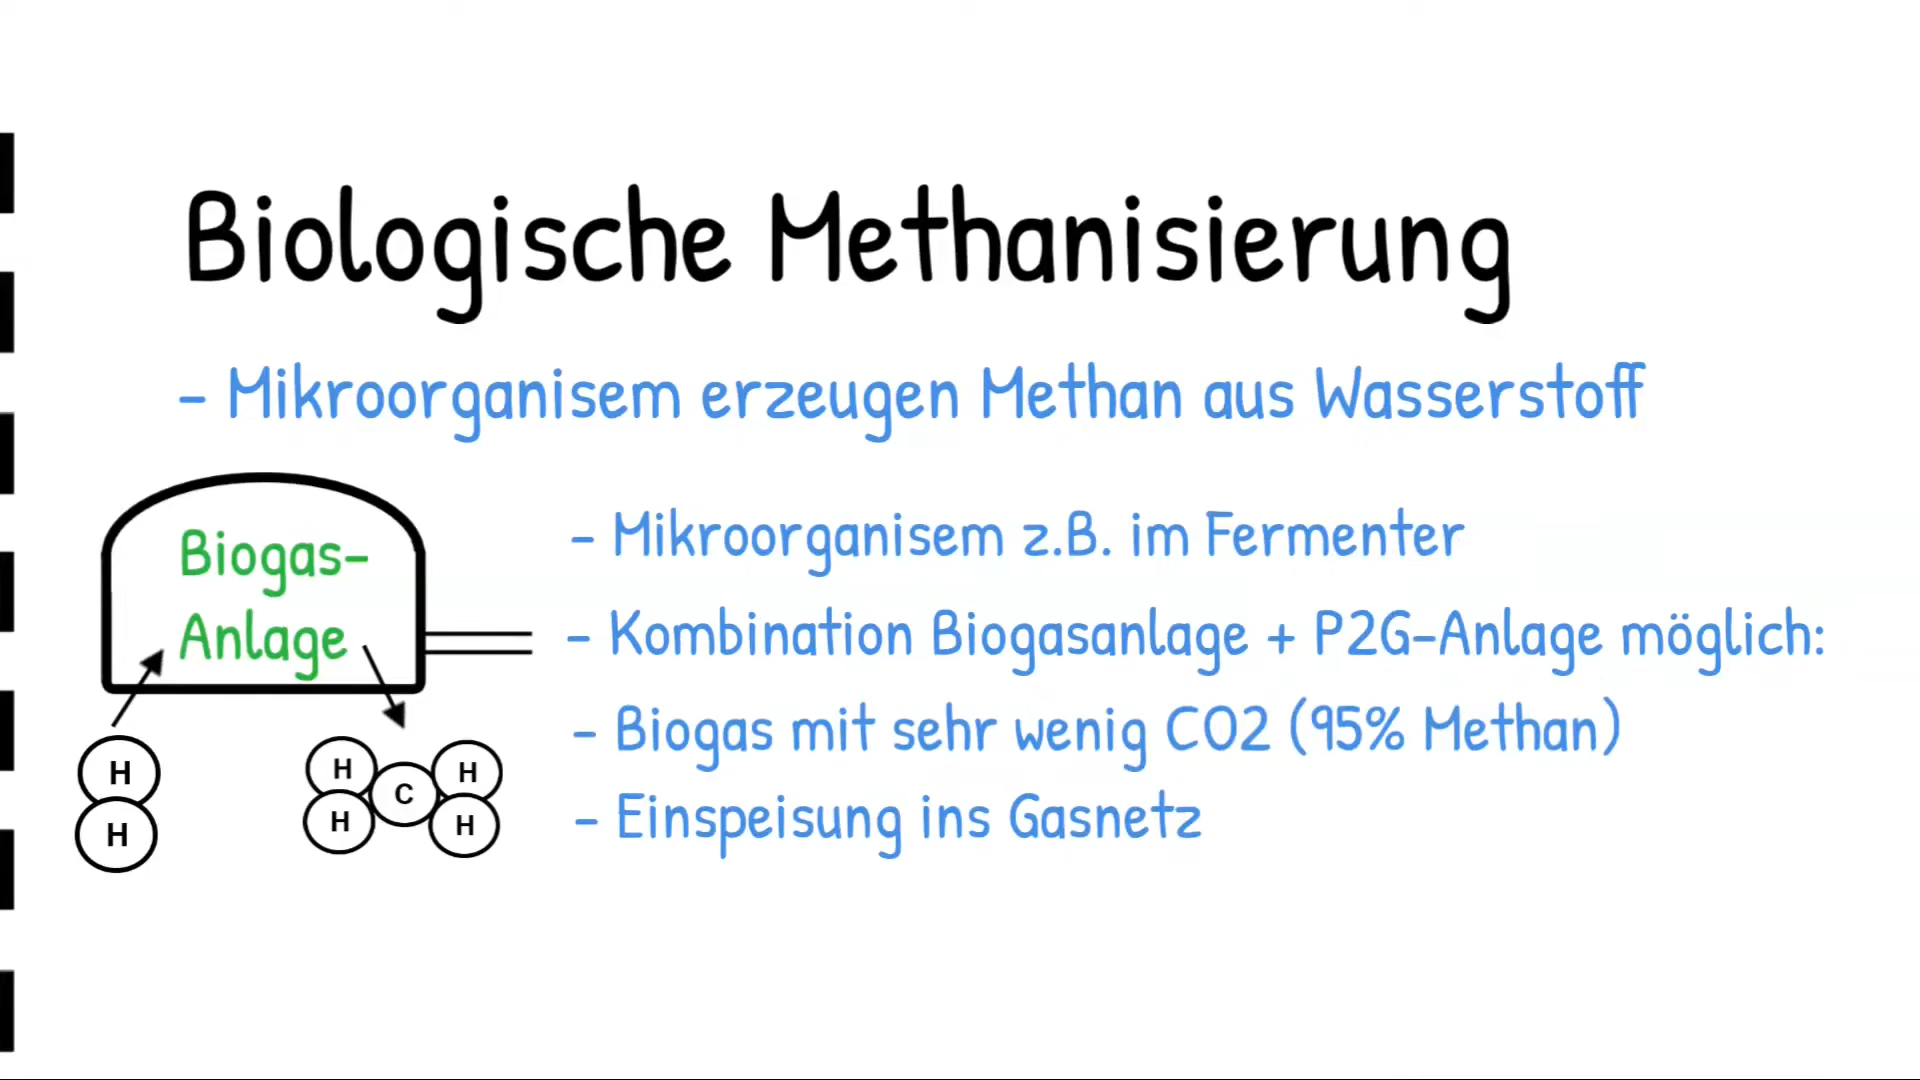 Biologische Methanisierung
- Mikroorganisem erzeugen Methan aus Wasserstoff
Biogas-
Anlage
H
H
H
H
C
H
H
- Mikroorganisem z.B. im Fermenter
- Kombination Biogasanlage + P2G-Anlage möglich:
- Biogas mit sehr wenig CO2 (95% Methan)
- Einspeisung ins Gasnetz